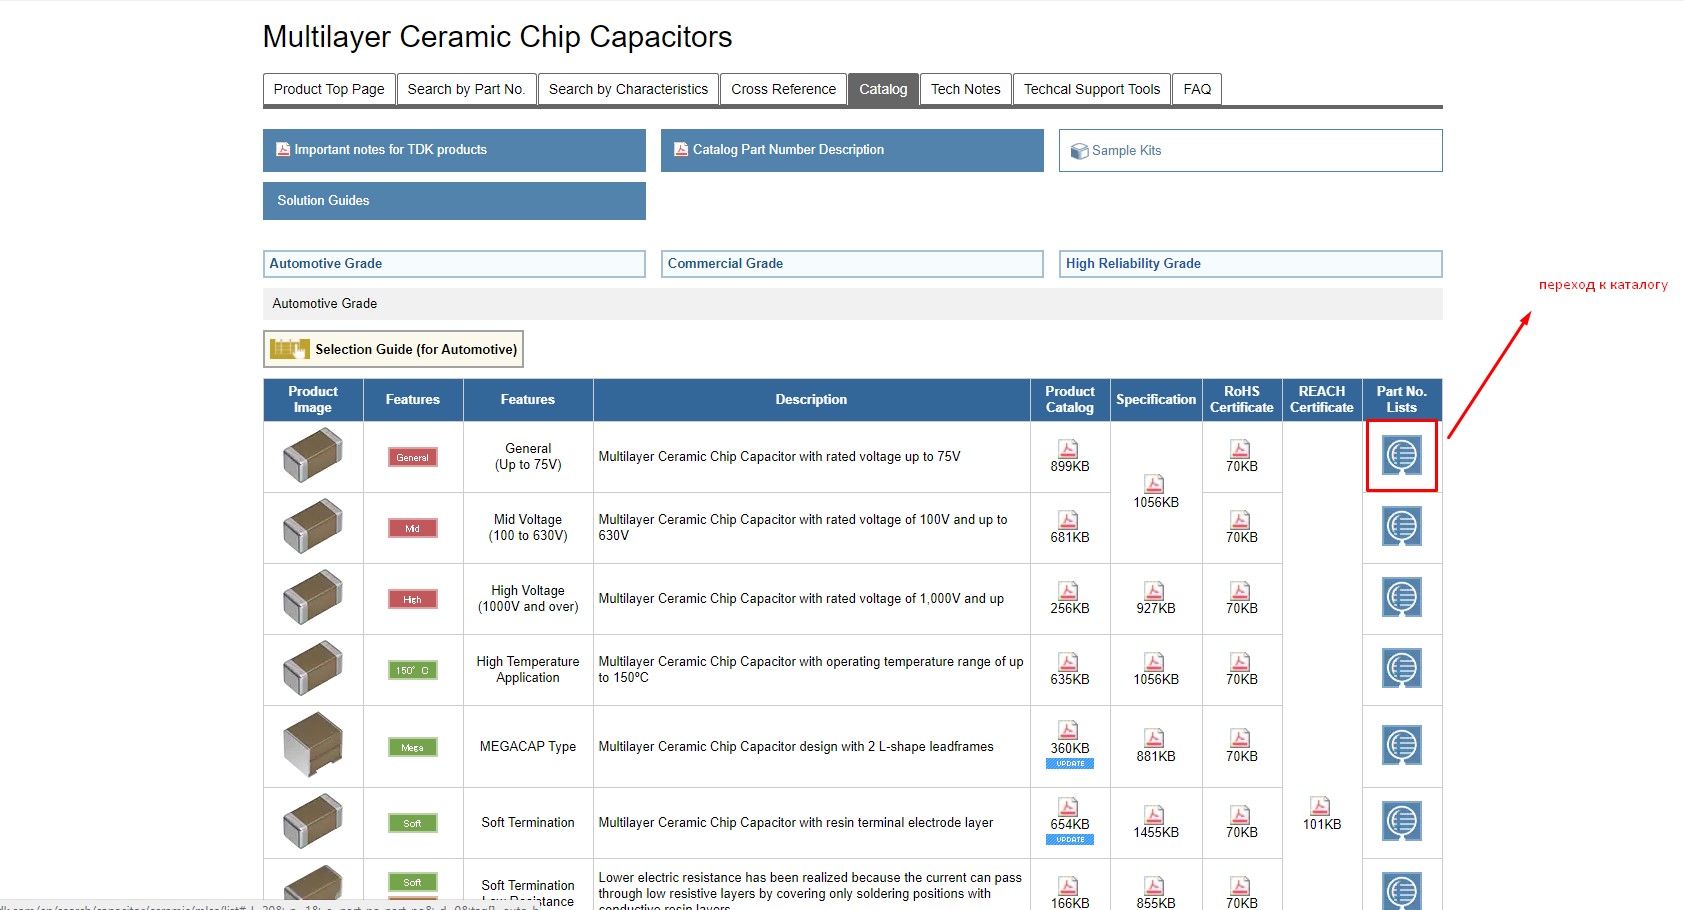 Multilayer Ceramic Chip Capacitors
Product Top Page Search by Part No. Search by Characteristics Cross Reference Catalog Tech Notes Techcal Support Tools FAQ
Important notes for TDK products Catalog Part Number Description Sample Kits
Solution Guides
Automotive Grade Commercial Grade High Reliability Grade
переход к каталогу
Automotive Grade
Selection Guide (for Automotive)
Product Image Features Features Description Product Catalog Specification RoHS Certificate REACH Certificate Part No. Lists
General
General
(Up to 75V)
Multilayer Ceramic Chip Capacitor with rated voltage up to 75V
899KB
1056KB
70KB
Mid
Mid Voltage
(100 to 630V)
Multilayer Ceramic Chip Capacitor with rated voltage of 100V and up to
630V
681KB
70KB
High
High Voltage
(1000V and over)
Multilayer Ceramic Chip Capacitor with rated voltage of 1,000V and up
256KB
927KB
70KB
150° C
High Temperature
Application
Multilayer Ceramic Chip Capacitor with operating temperature range of up
to 150ºC
635KB
1056KB
70KB
Mega
MEGACAP Type
Multilayer Ceramic Chip Capacitor design with 2 L-shape leadframes
360KB
UPDATE
881KB
70KB
Soft
Soft Termination
Multilayer Ceramic Chip Capacitor with resin terminal electrode layer
654KB
UPDATE
1455KB
70KB
101KB
Soft
Soft Termination
Lower electric resistance has been realized because the current can pass
through low resistive layers by covering only soldering positions with
conductive resin layers
166KB
855KB
70KB